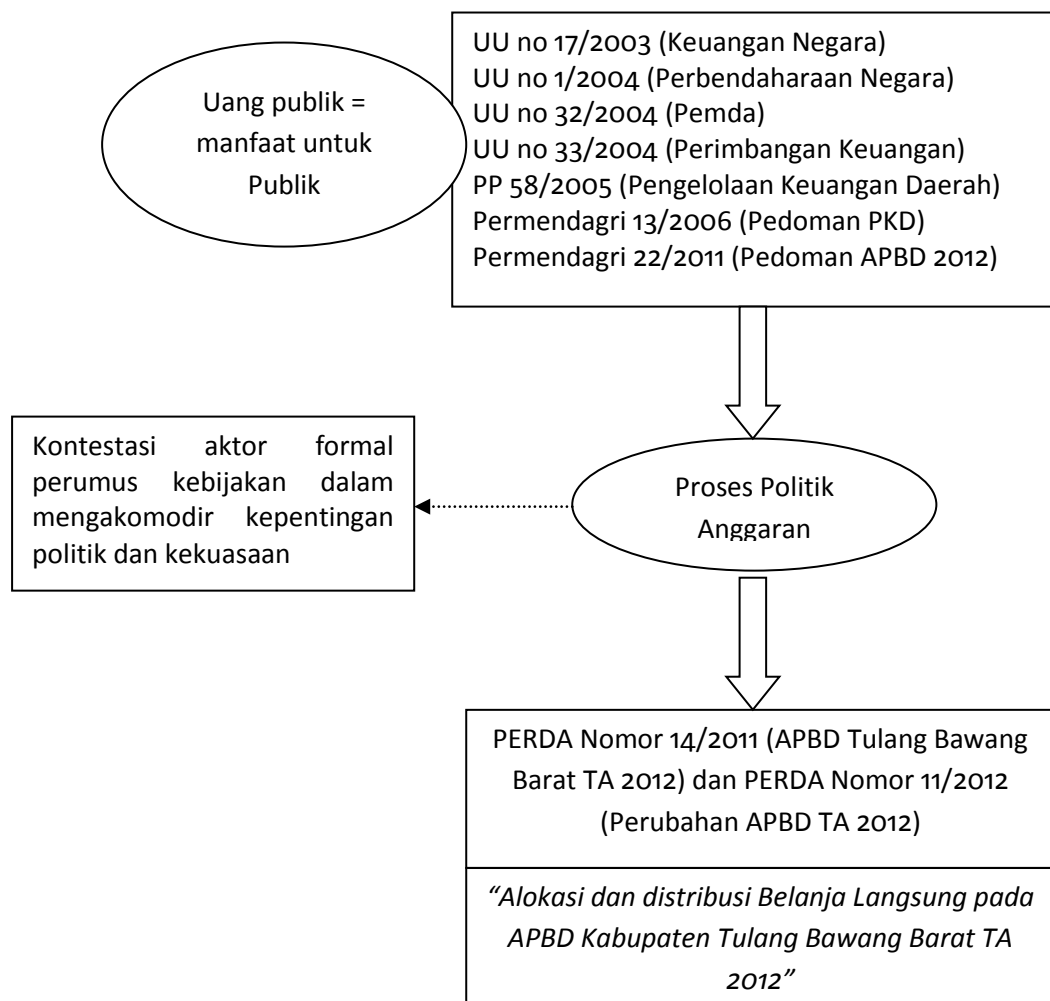 Uang publik =
manfaat untuk
Publik
UU no 17/2003 (Keuangan Negara)
UU no 1/2004 (Perbendaharaan Negara)
UU no 32/2004 (Pemda)
UU no 33/2004 (Perimbangan Keuangan)
PP 58/2005 (Pengelolaan Keuangan Daerah)
Permendagri 13/2006 (Pedoman PKD)
Permendagri 22/2011 (Pedoman APBD 2012)
Kontestasi aktor formal
perumus kebijakan dalam
mengakomodir kepentingan
politik dan kekuasaan
Proses Politik
Anggaran
PERDA Nomor 14/2011 (APBD Tulang Bawang
Barat TA 2012) dan PERDA Nomor 11/2012
(Perubahan APBD TA 2012)
“Alokasi dan distribusi Belanja Langsung pada
APBD Kabupaten Tulang Bawang Barat TA
2012”